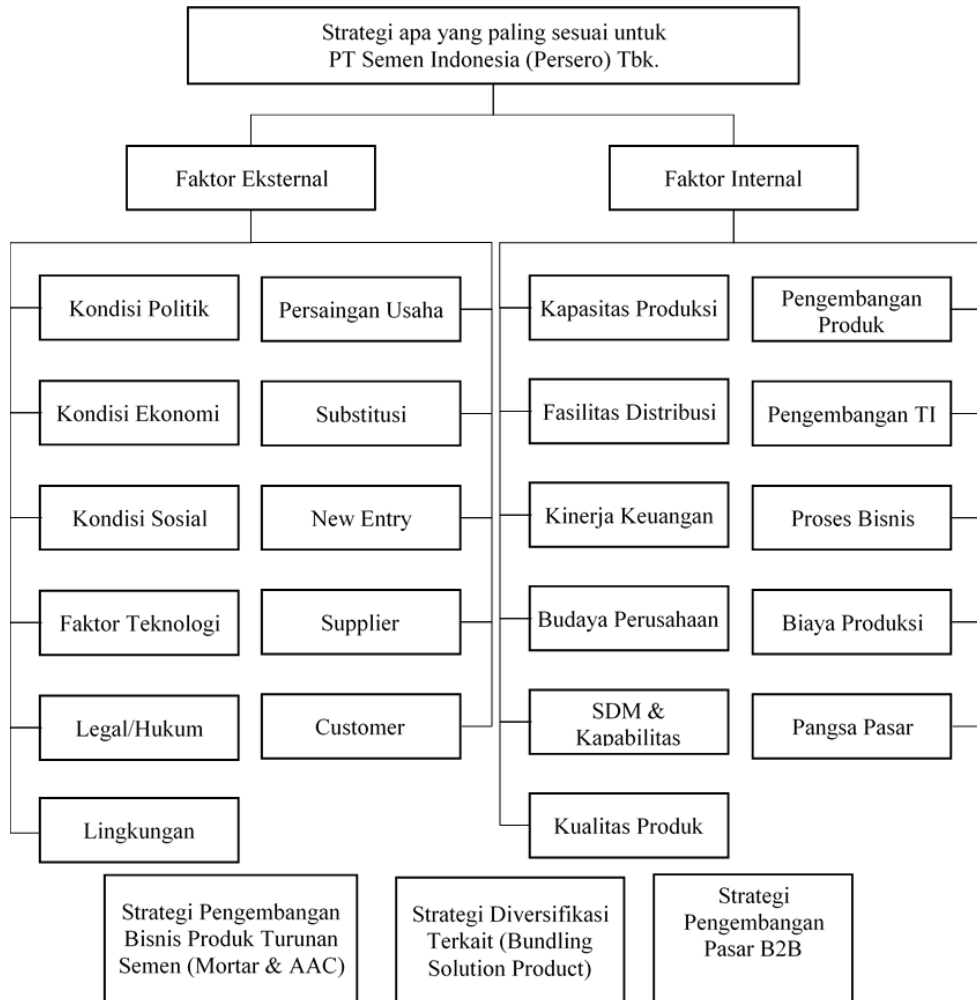 Strategi apa yang paling sesuai untuk
PT Semen Indonesia (Persero) Tbk.
Faktor Eksternal
Faktor Internal
Kondisi Politik
Persaingan Usaha
Kapasitas Produksi
Pengembangan
Produk
Kondisi Ekonomi
Substitusi
Fasilitas Distribusi
Pengembangan TI
Kondisi Sosial
New Entry
Kinerja Keuangan
Proses Bisnis
Faktor Teknologi
Supplier
Budaya Perusahaan
Biaya Produksi
Legal/Hukum
Customer
SDM &
Kapabilitas
Pangsa Pasar
Lingkungan
Kualitas Produk
Strategi Pengembangan
Bisnis Produk Turunan
Semen (Mortar & AAC)
Strategi Diversifikasi
Terkait (Bundling
Solution Product)
Strategi
Pengembangan
Pasar B2B